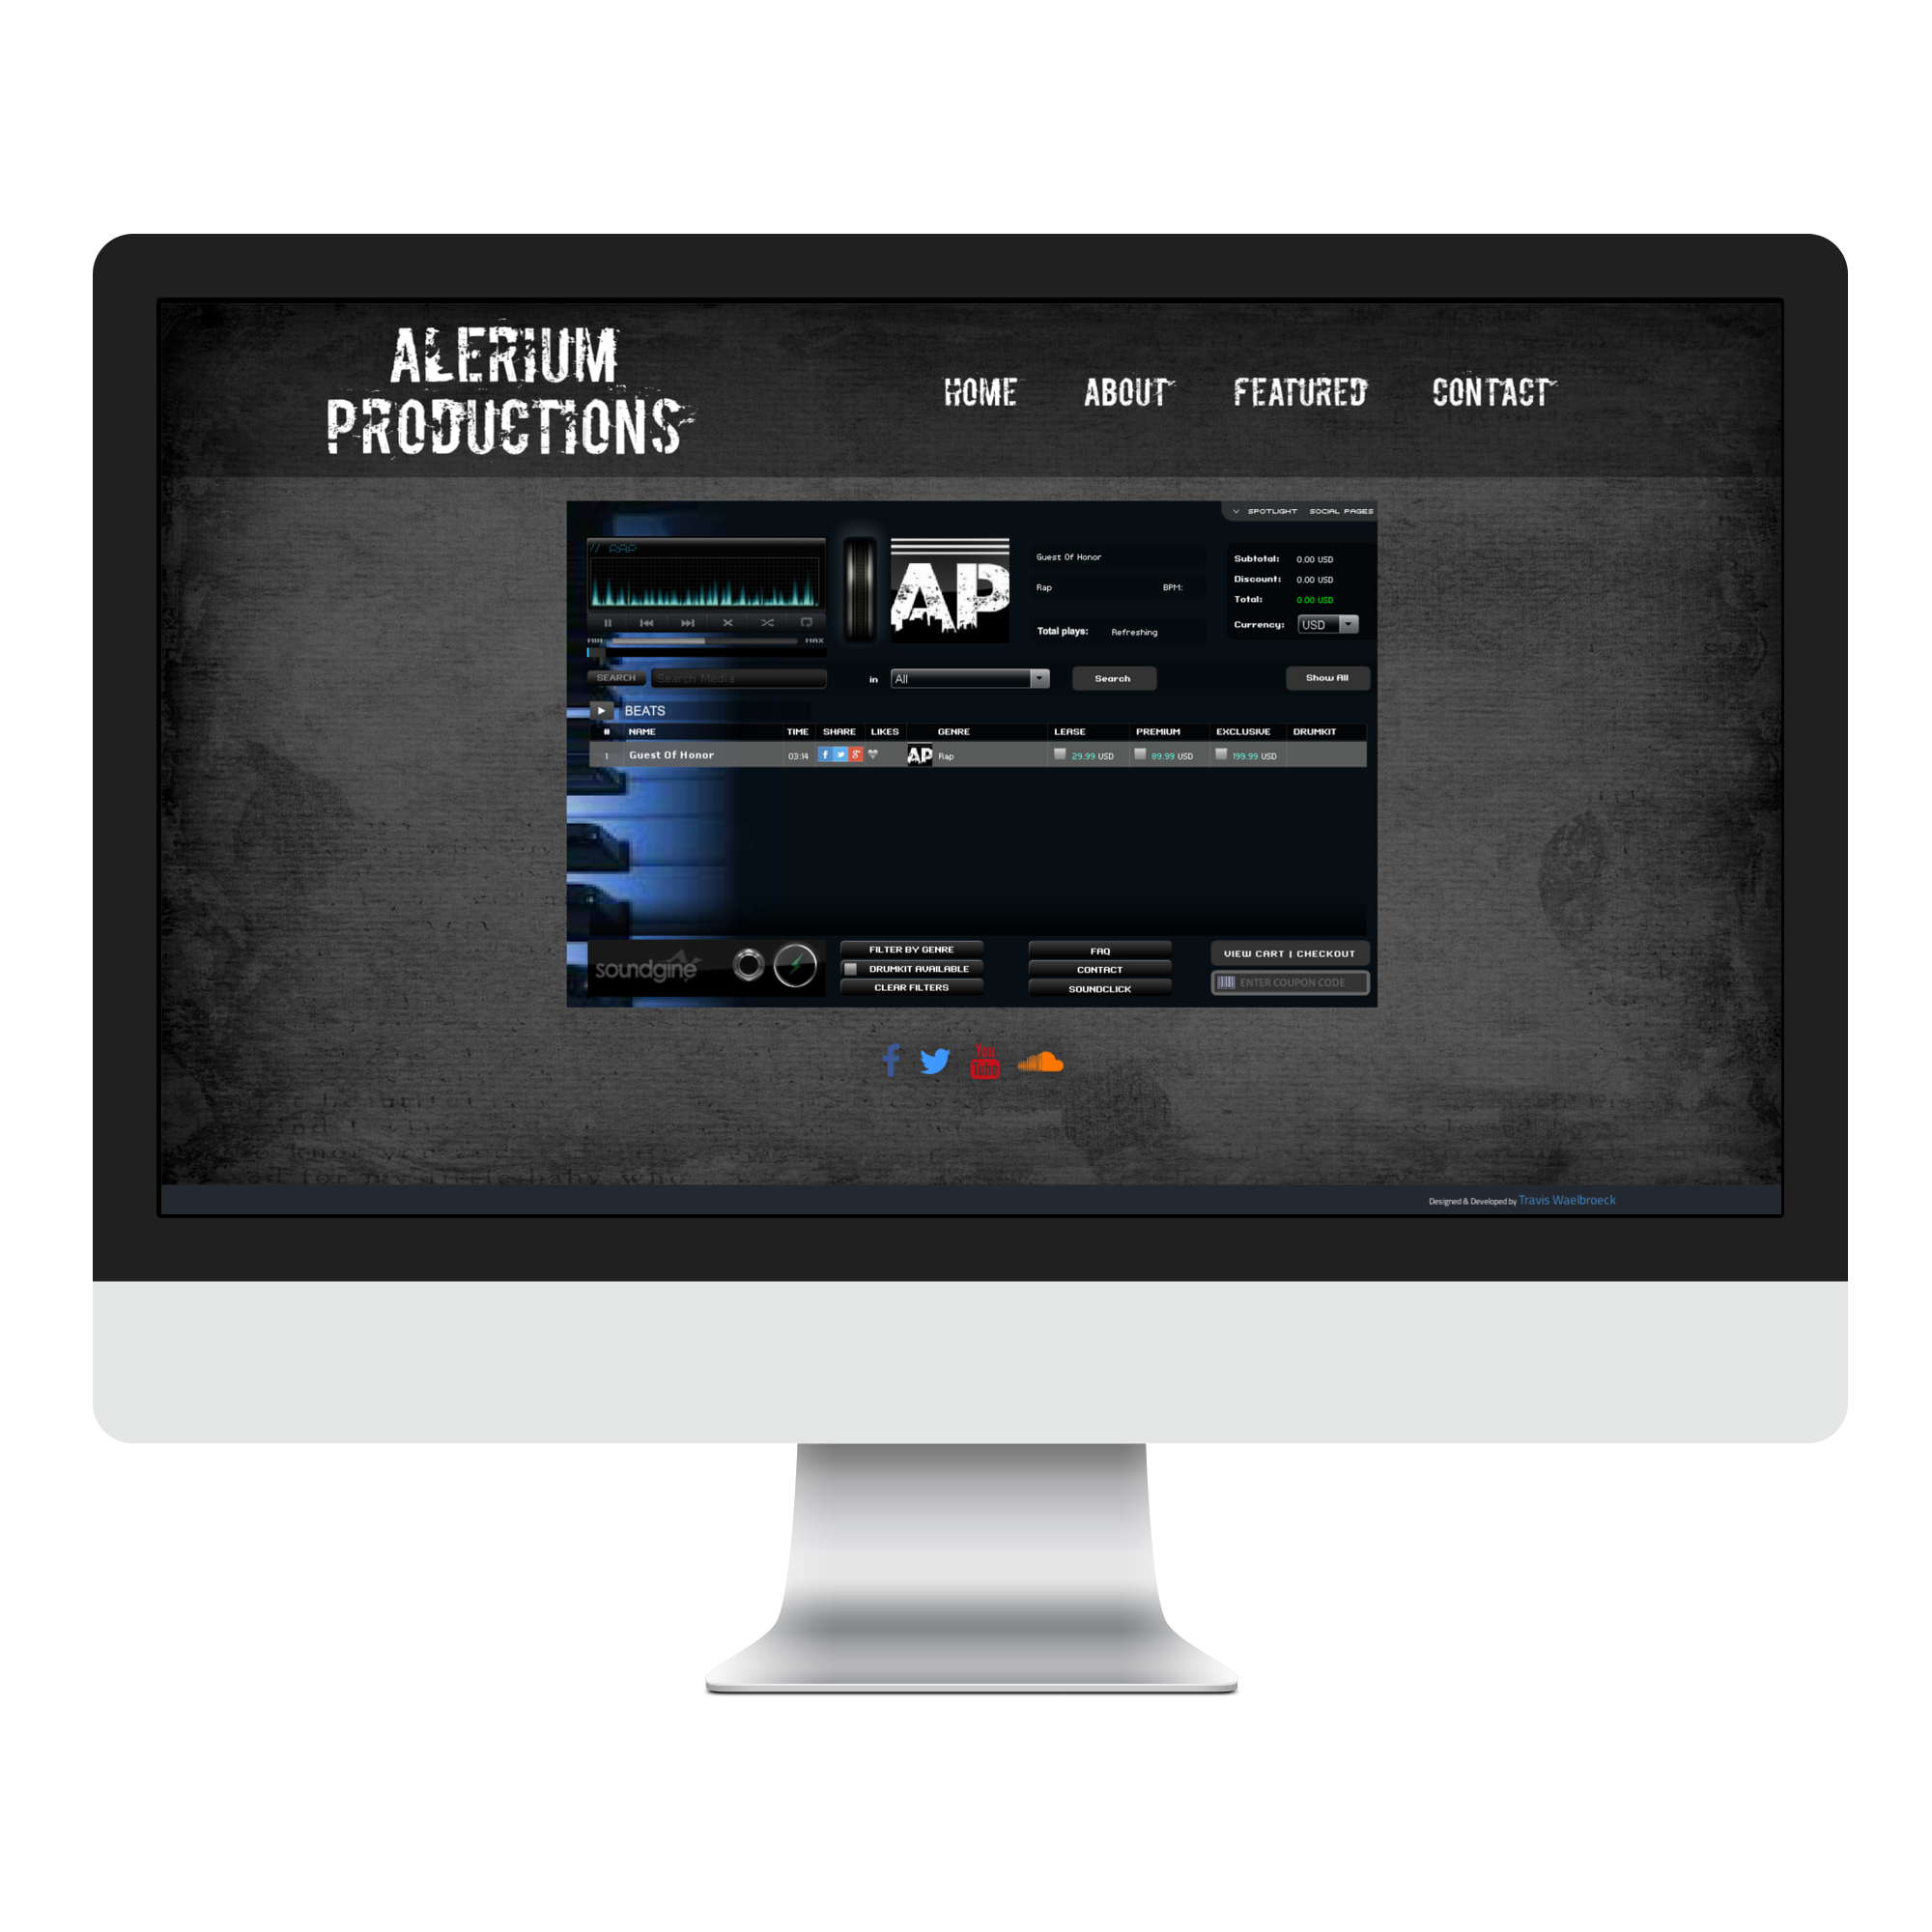 ALERIUM
PRODUCTIONS
HOME ABOUT FEATURED CONTACT
SPOTLIGHT SOCIAL PAGES
// RAP
AP
Guest Of Honor
Rap BPM:
Total plays: Refreshing
Subtotal: 0.00 USD
Discount: 0.00 USD
Total: 0.00 USD
Currency: USD
MIN MAX
SEARCH Search Media in All Search Show All
BEATS
# NAME TIME SHARE LIKES GENRE LEASE PREMIUM EXCLUSIVE DRUMKIT
1 Guest Of Honor 03:14 f g+ AP Rap 29.99 USD 89.99 USD 199.99 USD
soundgine
FILTER BY GENRE
DRUMKIT AVAILABLE
CLEAR FILTERS
FAQ
CONTACT
SOUNDCLICK
VIEW CART | CHECKOUT
ENTER COUPON CODE
f You
Tube
Designed & Developed by Travis Waelbroeck